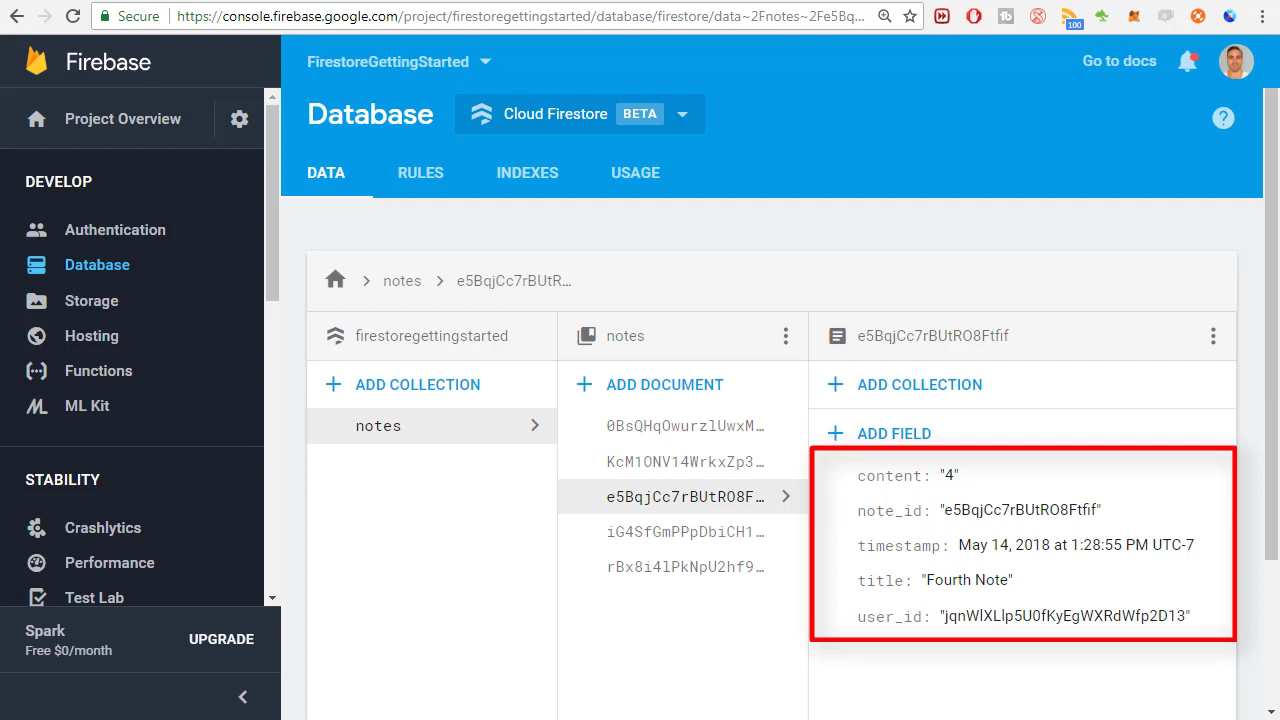 Secure https://console.firebase.google.com/project/firestoregettingstarted/database/firestore/data~2Fnotes~2Fe5Bq...
100
Firebase
FirestoreGettingStarted
Go to docs
Project Overview
Database
Cloud Firestore BETA
DATA RULES INDEXES USAGE
DEVELOP
Authentication
Database
Storage
Hosting
Functions
ML Kit
STABILITY
Crashlytics
Performance
Test Lab
Spark
Free $0/month
UPGRADE
notes e5BqjCc7rBUtR...
firestoregettingstarted
ADD COLLECTION
notes
notes
ADD DOCUMENT
0BsQHqOwurzlUwxM...
KcM1ONV14WrkxZp3...
e5BqjCc7rBUtRO8F...
iG4SfGmPPpDbiCH1...
rBx8i4lPkNpU2hf9...
e5BqjCc7rBUtRO8Ftfif
ADD COLLECTION
ADD FIELD
content: "4"
note_id: "e5BqjCc7rBUtRO8Ftfif"
timestamp: May 14, 2018 at 1:28:55 PM UTC-7
title: "Fourth Note"
user_id: "jqnWlXLlp5U0fKyEgWXRdWfp2D13"